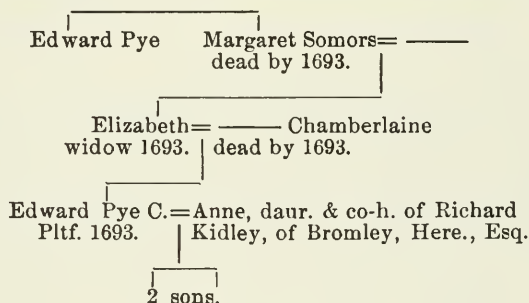 Edward Pye Margaret Somors= ———
dead by 1693.
Elizabeth= —— Chamberlaine
widow 1693. dead by 1693.
Edward Pye C.=Anne, daur. & co-h. of Richard
Pltf. 1693. Kidley, of Bromley, Here., Esq.
2 sons.